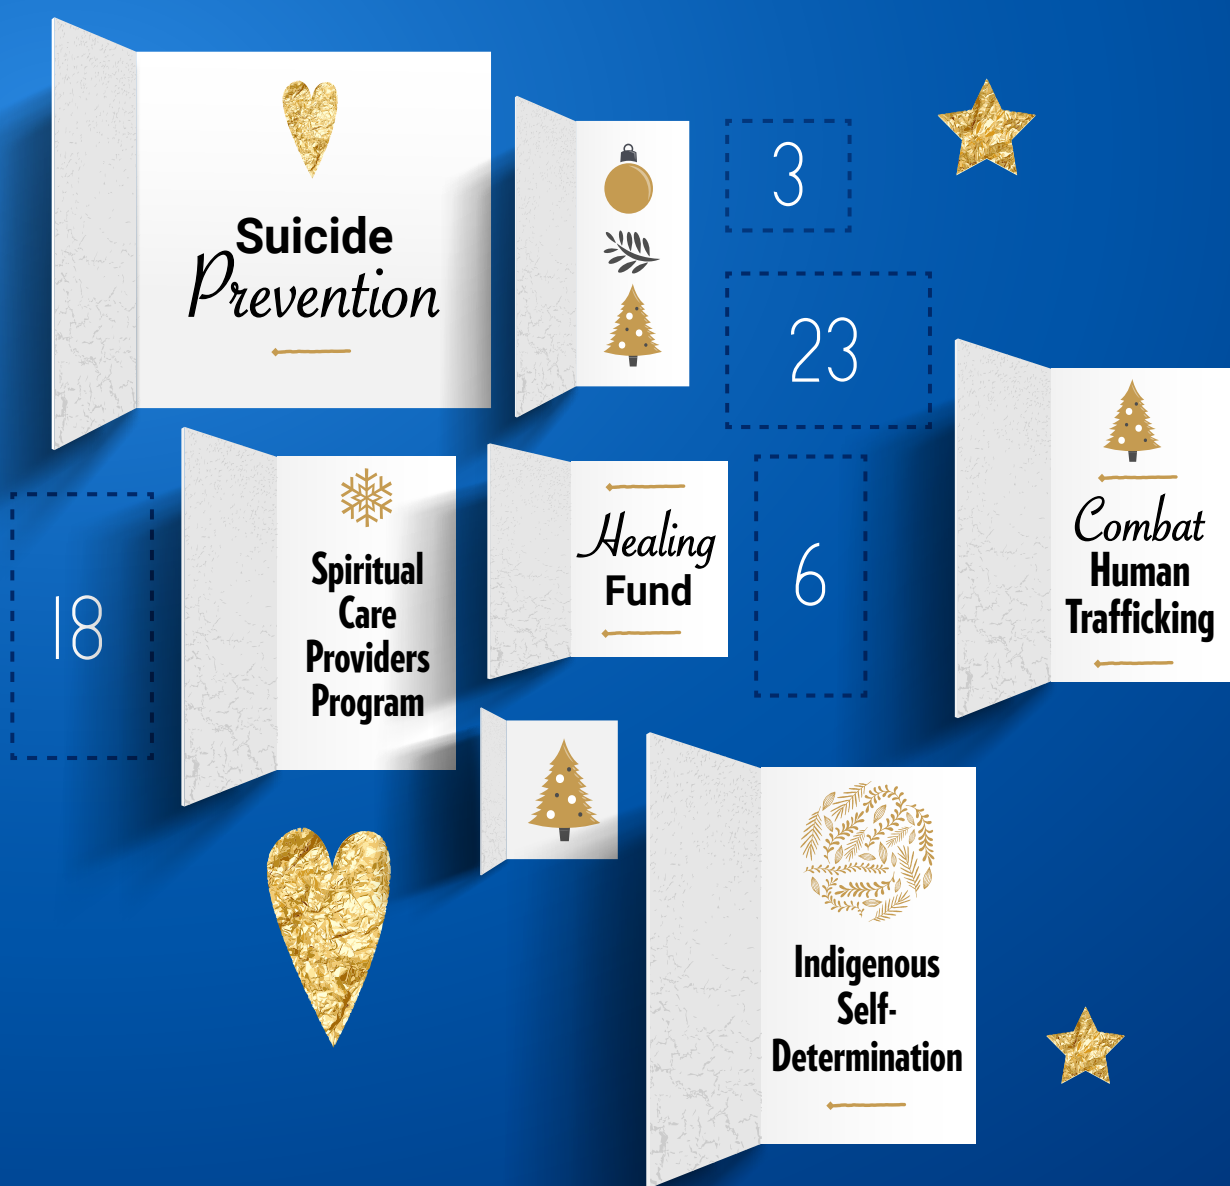 Suicide
Prevention
3
23
18
Spiritual
Care
Providers
Program
Healing
Fund
6
Combat
Human
Trafficking
Indigenous
Self-
Determination